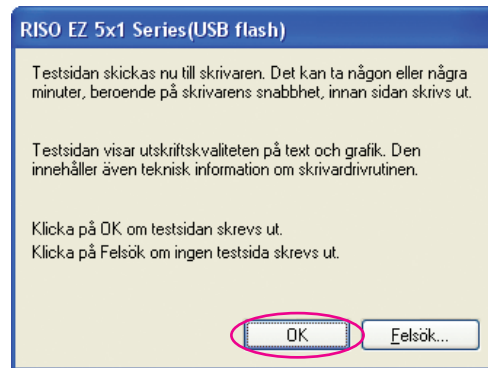 RISO EZ 5x1 Series(USB flash)
Testsidan skickas nu till skrivaren. Det kan ta någon eller några
minuter, beroende på skrivarens snabbhet, innan sidan skrivs ut.
Testsidan visar utskriftskvaliteten på text och grafik. Den
innehåller även teknisk information om skrivardrivrutinen.
Klicka på OK om testsidan skrevs ut.
Klicka på Felsök om ingen testsida skrevs ut.
OK
Felsök...